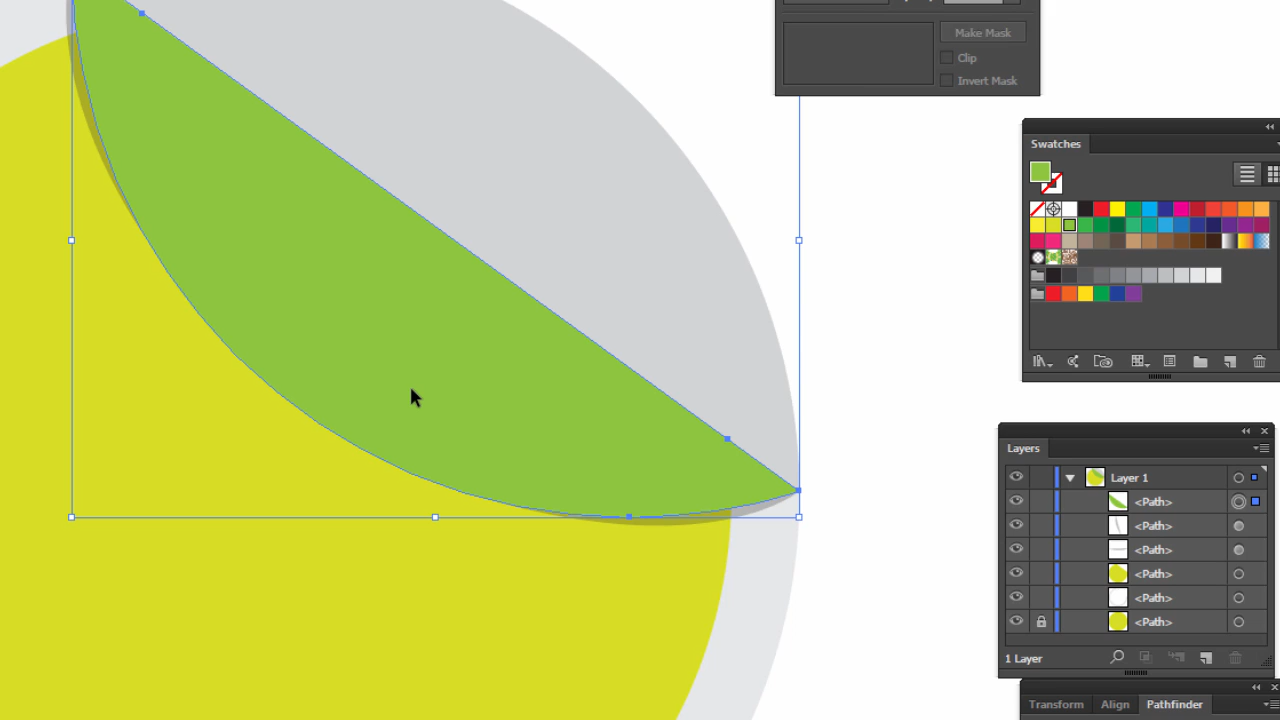 Make Mask
Clip
Invert Mask
Swatches
Layers
Layer 1
<Path>
<Path>
<Path>
<Path>
<Path>
<Path>
1 Layer
Transform Align Pathfinder